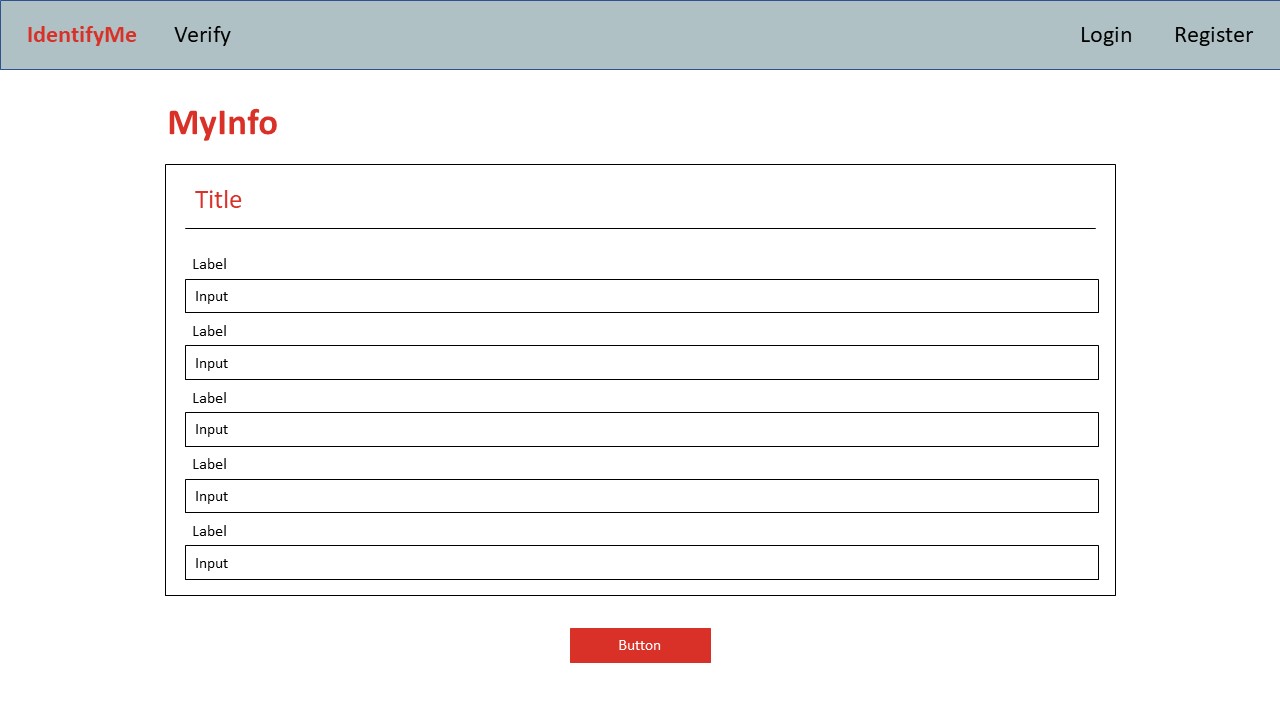 IdentifyMe Verify Login Register
MyInfo
Title
Label
Input
Label
Input
Label
Input
Label
Input
Label
Input
Button